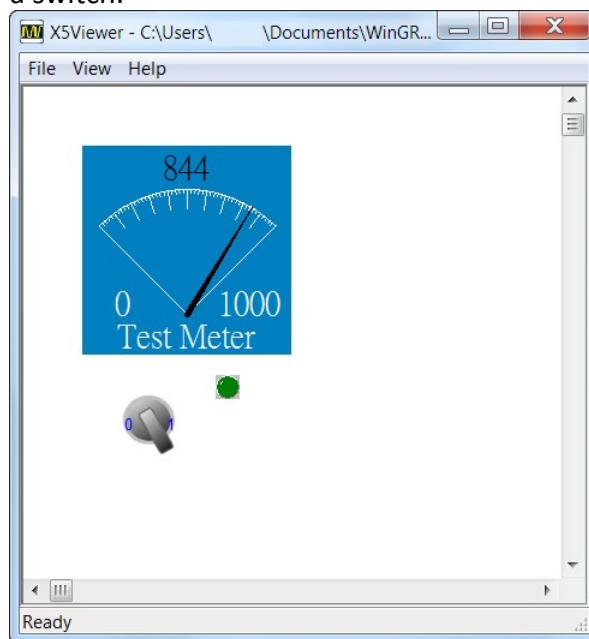 a switch.
X5Viewer - C:\Users\ \Documents\WinGR...
File View Help
844
0 1000
Test Meter
0 1
Ready